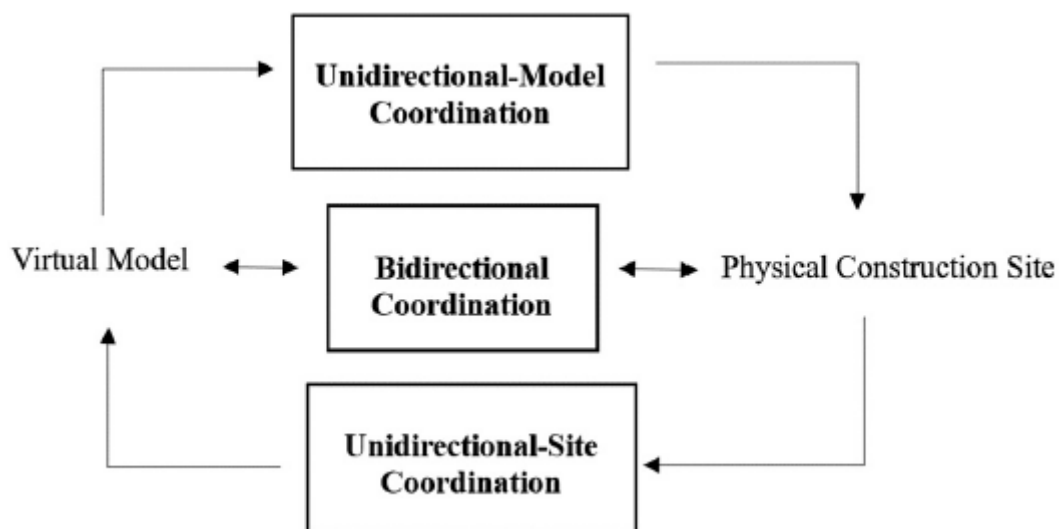 Unidirectional-Model
Coordination
Virtual Model
Bidirectional
Coordination
Physical Construction Site
Unidirectional-Site
Coordination